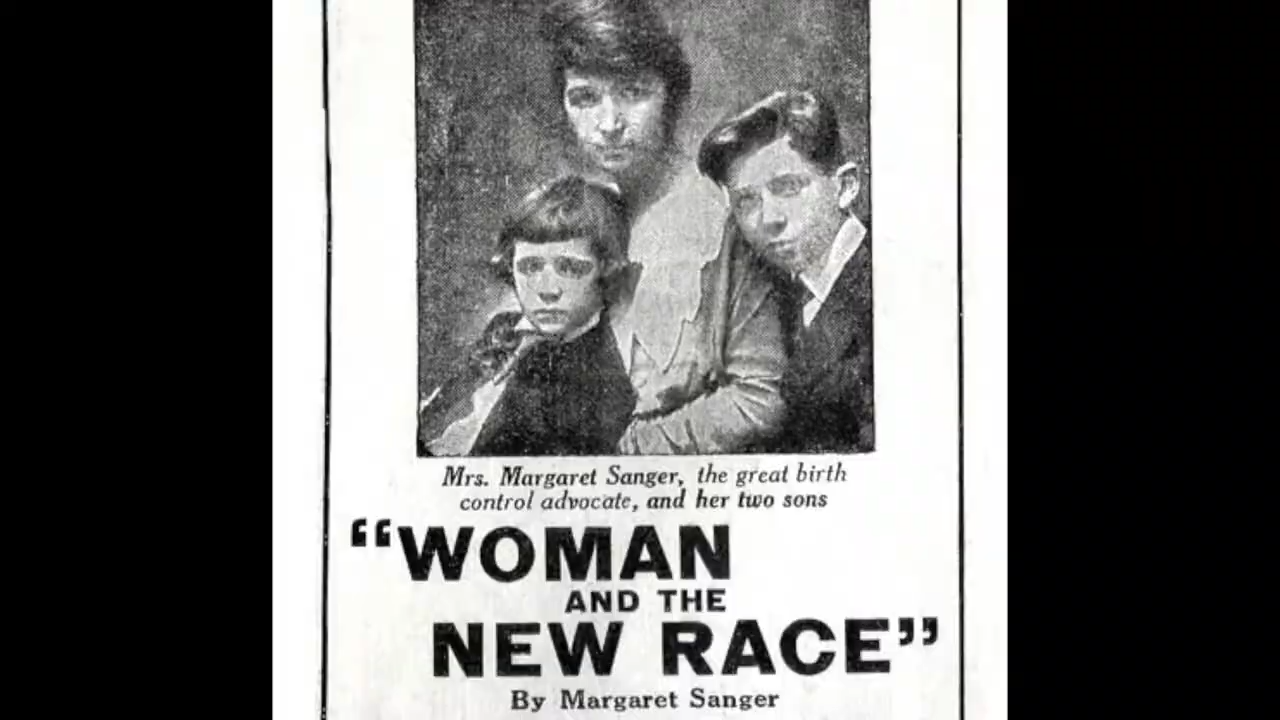 Mrs. Margaret Sanger, the great birth
control advocate, and her two sons
“WOMAN
AND THE
NEW RACE”
By Margaret Sanger